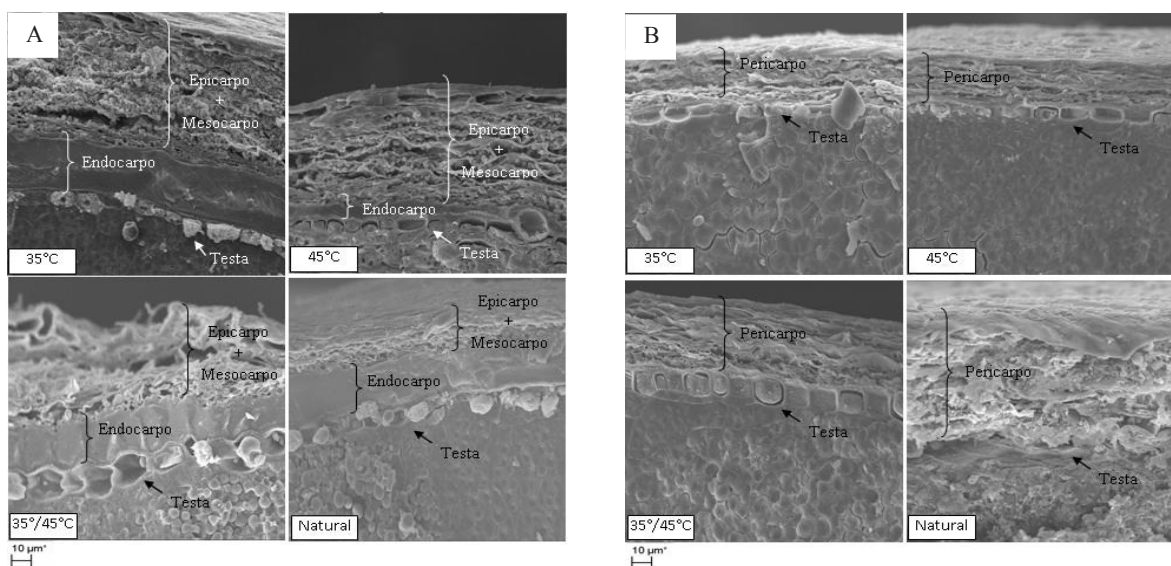 A
Epicarpo
+
Mesocarpo
Endocarpo
Testa
35°C
Epicarpo
+
Mesocarpo
Endocarpo
Testa
45°C
Epicarpo
+
Mesocarpo
Endocarpo
Testa
35°/45°C
10 µm*
Epicarpo
+
Mesocarpo
Endocarpo
Testa
Natural
B
Pericarpo
Testa
35°C
Pericarpo
Testa
45°C
Pericarpo
Testa
35°/45°C
10 µm*
Pericarpo
Testa
Natural